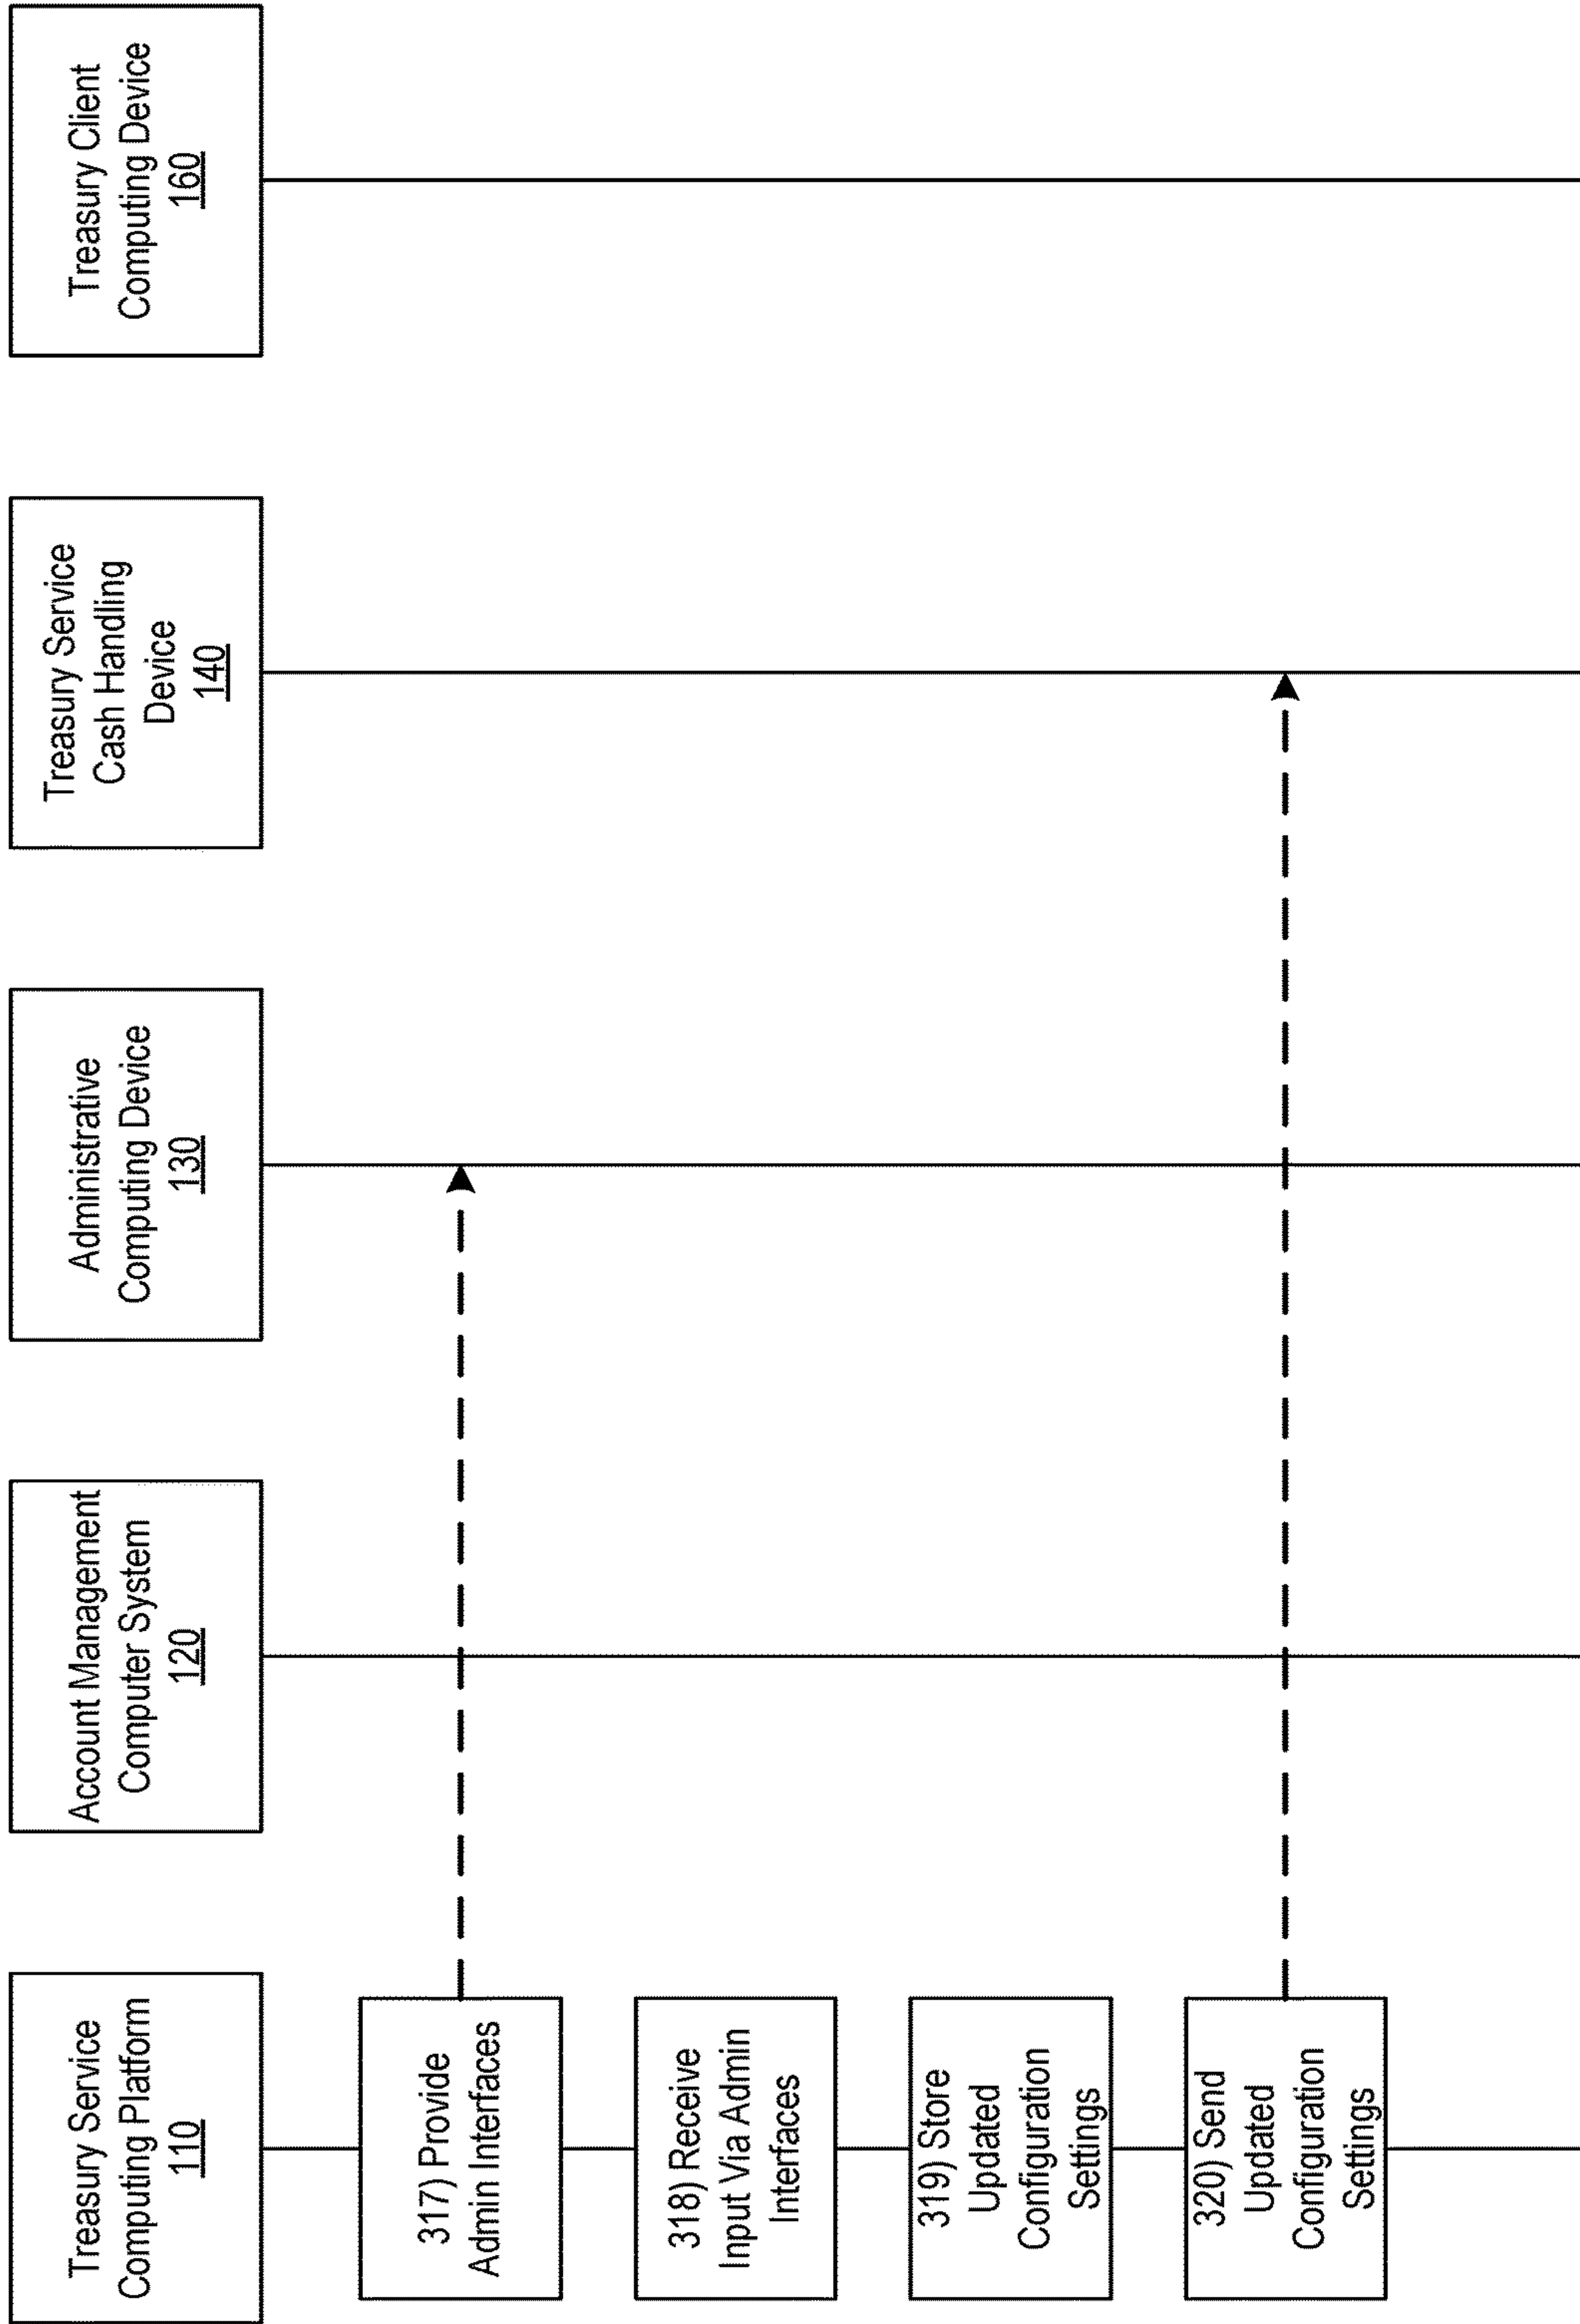 Treasury Service
Computing Platform
110
Account Management
Computer System
120
Administrative
Computing Device
130
Treasury Service
Cash Handling
Device
140
Treasury Client
Computing Device
160
317) Provide
Admin Interfaces
318) Receive
Input Via Admin
Interfaces
319) Store
Updated
Configuration
Settings
320) Send
Updated
Configuration
Settings